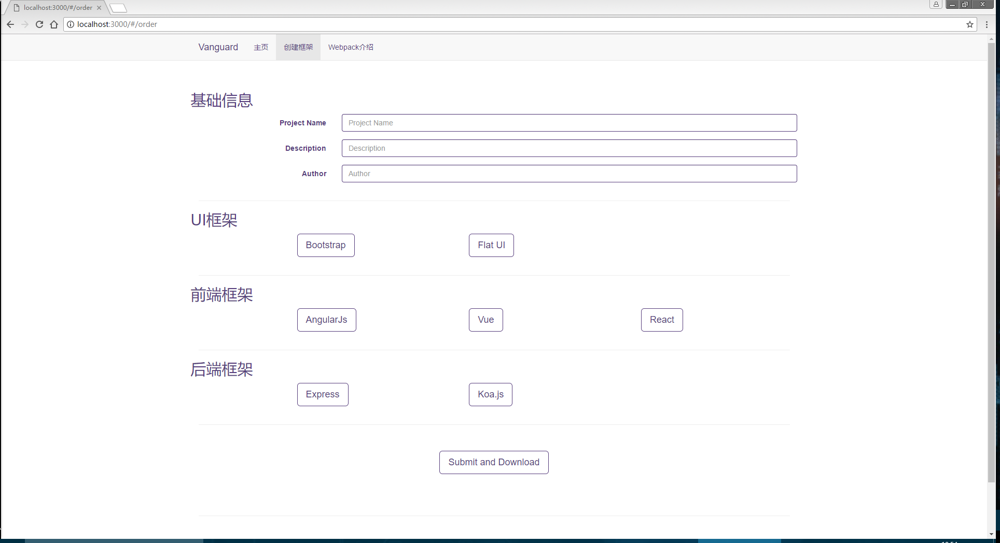 localhost:3000/#/order
localhost:3000/#/order
Vanguard 主页 创建框架 Webpack介绍
基础信息
Project Name Project Name
Description Description
Author Author
UI框架
Bootstrap Flat UI
前端框架
AngularJs Vue React
后端框架
Express Koa.js
Submit and Download